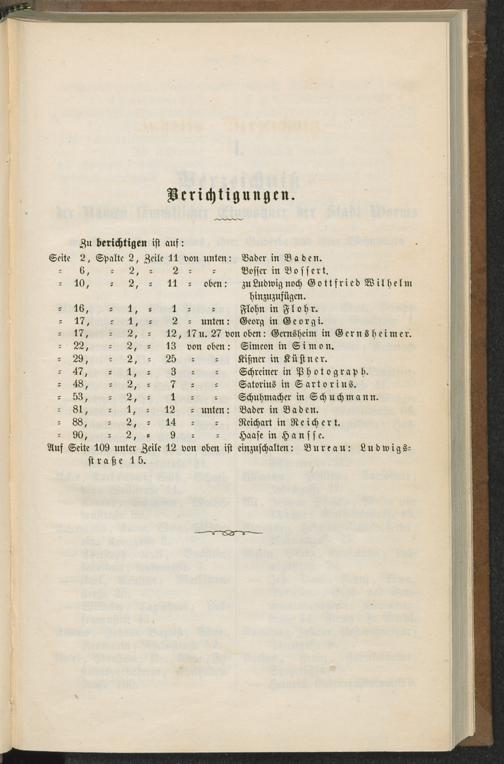 Berichtigungen.
Zu berichtigen ist auf:
Seite 2, Spalte 2, Zeile 11 von unten: Bader in Baden.
„ 6, „ 2, „ 2 „ „ Bosser in Bossert.
„ 10, „ 2, „ 11 „ oben: zu Ludwig noch Gottfried Wilhelm
hinzuzufügen.
„ 16, „ 1, „ 1 „ „ Flohn in Flohr.
„ 17, „ 1, „ 2 „ unten: Georg in Georgi.
„ 17, „ 2, „ 12, 17 u. 27 von oben: Gernsheim in Gernsheimer.
„ 22, „ 2, „ 13 von oben: Simeon in Simon.
„ 29, „ 2, „ 25 „ „ Kißner in Küstner.
„ 47, „ 1, „ 3 „ „ Schreiner in Photograph.
„ 48, „ 2, „ 7 „ „ Satorius in Sartorius.
„ 53, „ 2, „ 1 „ „ Schuhmacher in Schuchmann.
„ 81, „ 1, „ 12 „ unten: Bader in Baden.
„ 88, „ 2, „ 14 „ „ Reichart in Reichert.
„ 90, „ 2, „ 9 „ „ Haase in Hansse.
Auf Seite 109 unter Zeile 12 von oben ist einzuschalten: Bureau: Ludwigs-
straße 15.